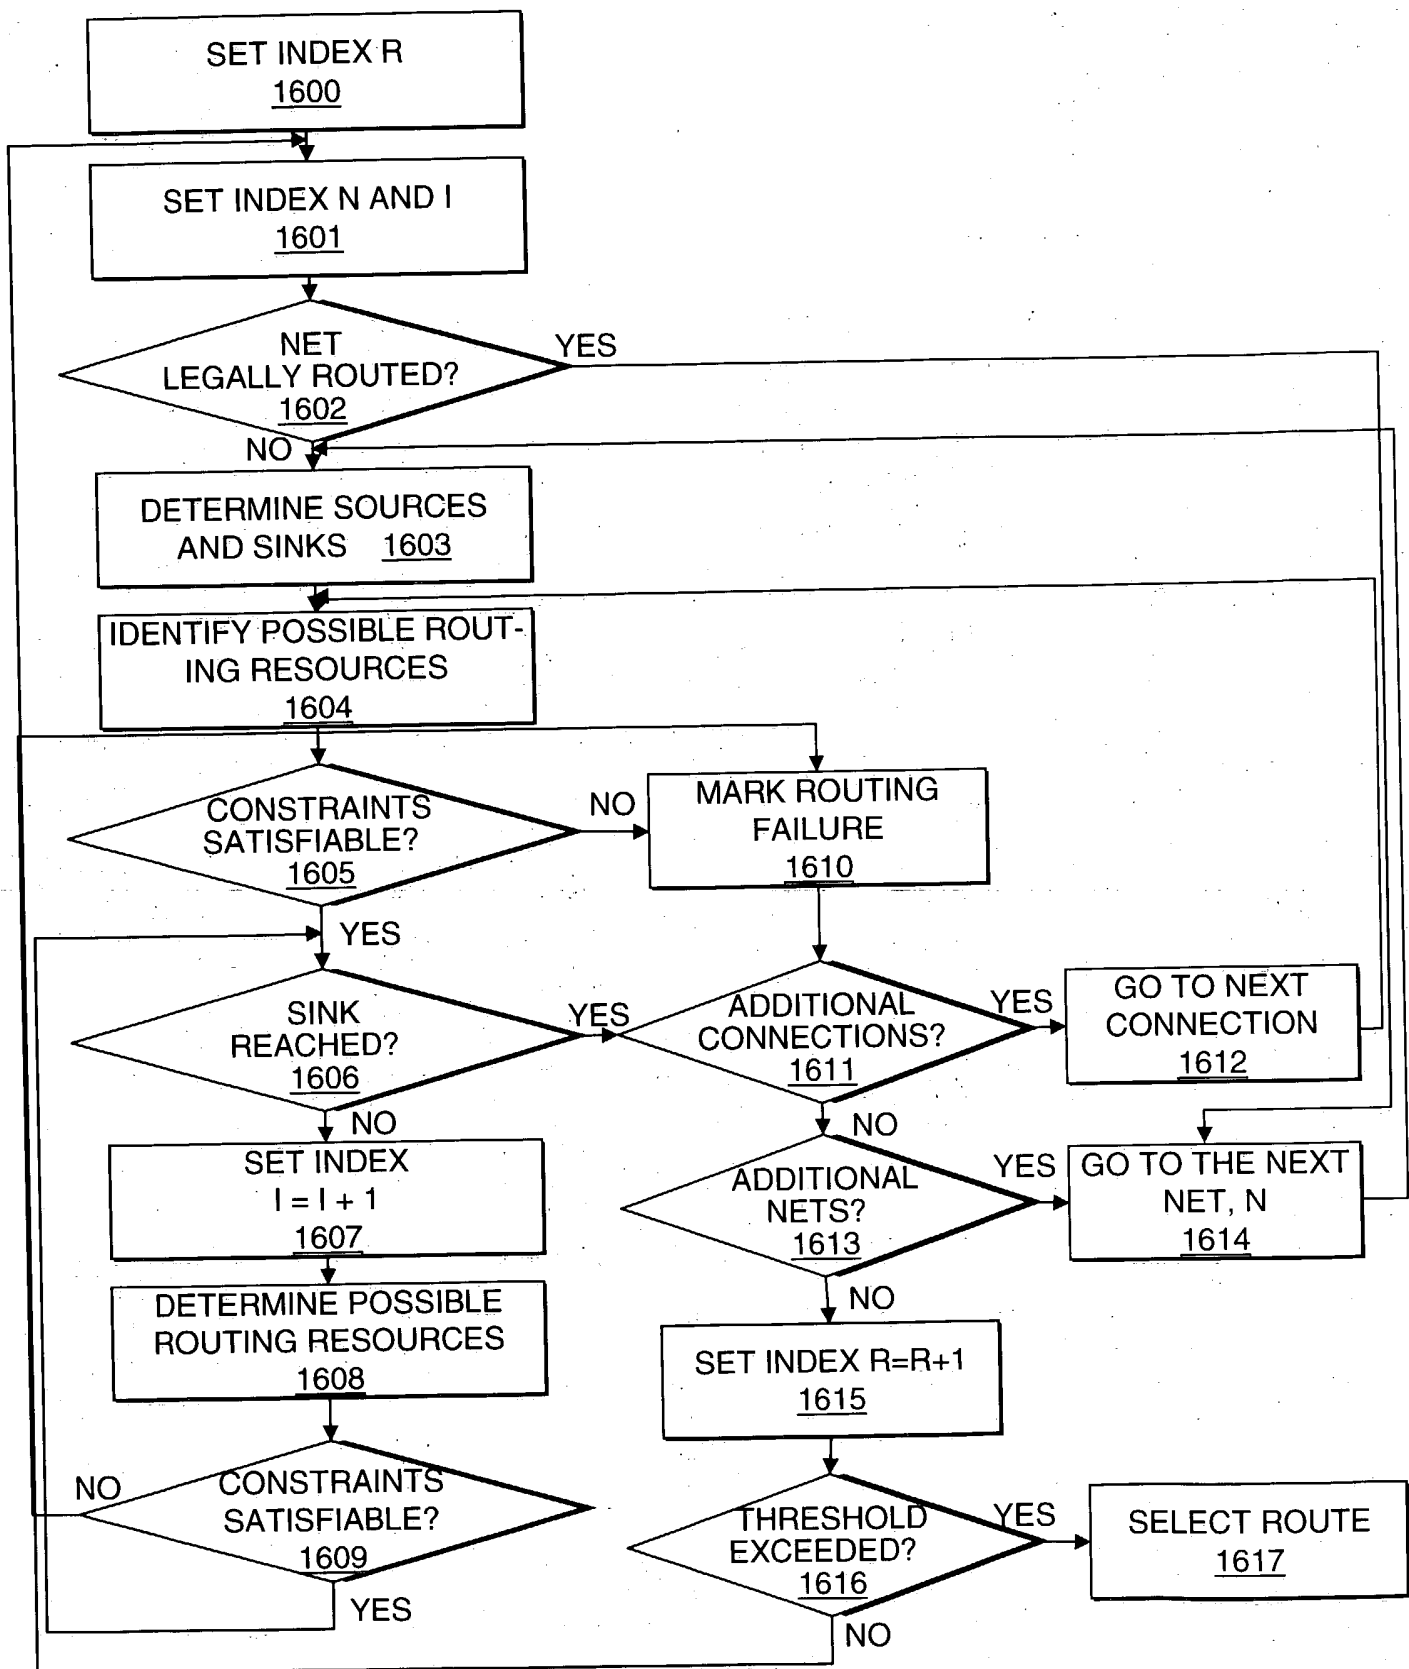 SET INDEX R
1600
SET INDEX N AND I
1601
NET
LEGALLY ROUTED?
1602
YES
NO
DETERMINE SOURCES
AND SINKS 1603
IDENTIFY POSSIBLE ROUT-
ING RESOURCES
1604
CONSTRAINTS
SATISFIABLE?
1605
NO
MARK ROUTING
FAILURE
1610
YES
SINK
REACHED?
1606
YES
ADDITIONAL
CONNECTIONS?
1611
YES
GO TO NEXT
CONNECTION
1612
NO
NO
SET INDEX
I = I + 1
1607
ADDITIONAL
NETS?
1613
YES
GO TO THE NEXT
NET, N
1614
NO
DETERMINE POSSIBLE
ROUTING RESOURCES
1608
SET INDEX R=R+1
1615
NO
CONSTRAINTS
SATISFIABLE?
1609
YES
THRESHOLD
EXCEEDED?
1616
YES
SELECT ROUTE
1617
NO